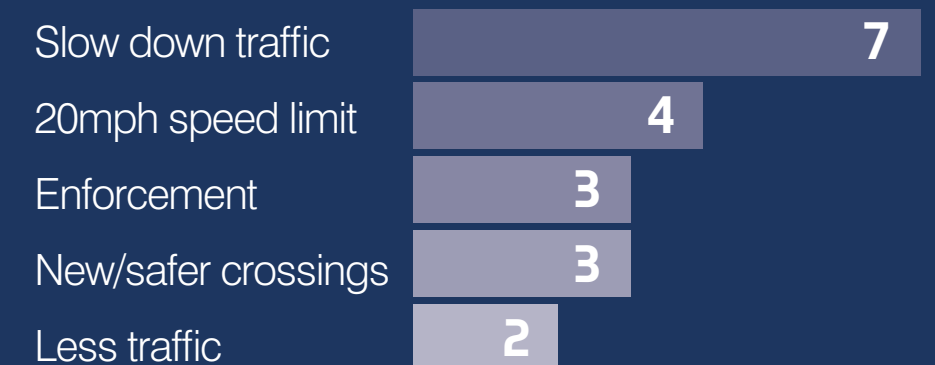 Slow down traffic 7
20mph speed limit 4
Enforcement 3
New/safer crossings 3
Less traffic 2